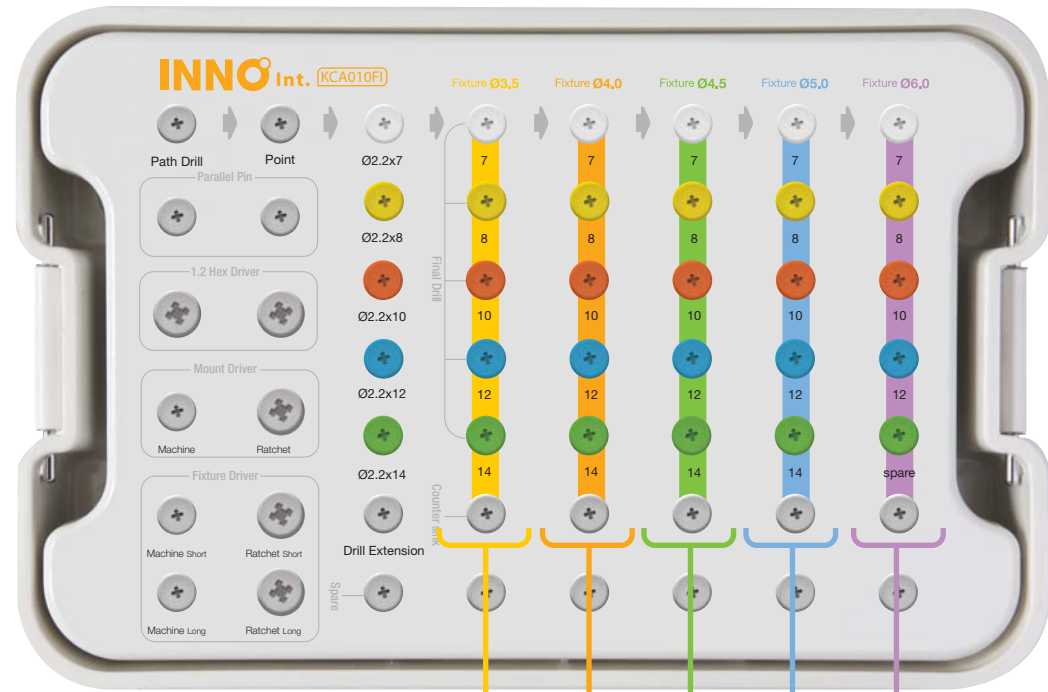 INNO Int. KCA010FI
Fixture Ø3.5 Fixture Ø4.0 Fixture Ø4.5 Fixture Ø5.0 Fixture Ø6.0
Path Drill Point Ø2.2x7 7 7 7 7 7
Parallel Pin
Ø2.2x8 8 8 8 8 8
Final Drill
1.2 Hex Driver
Ø2.2x10 10 10 10 10 10
Mount Driver
Ø2.2x12 12 12 12 12 12
Machine Ratchet
Fixture Driver
Ø2.2x14 14 14 14 14 spare
Counter sink
Machine Short Ratchet Short Drill Extension
Spare
Machine Long Ratchet Long